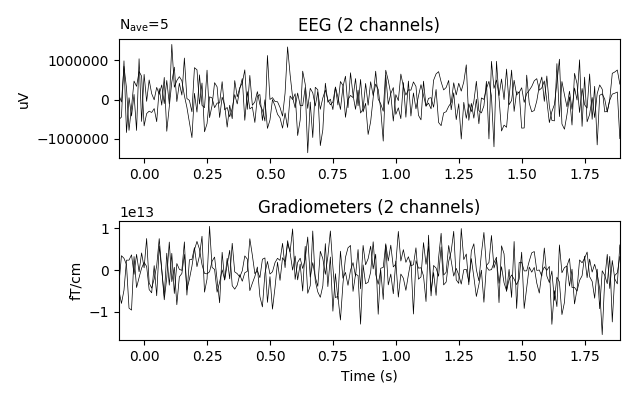 N_ave=5
EEG (2 channels)
1000000
0
−1000000
uV
0.00 0.25 0.50 0.75 1.00 1.25 1.50 1.75
1e13
Gradiometers (2 channels)
1
0
−1
fT/cm
0.00 0.25 0.50 0.75 1.00 1.25 1.50 1.75
Time (s)